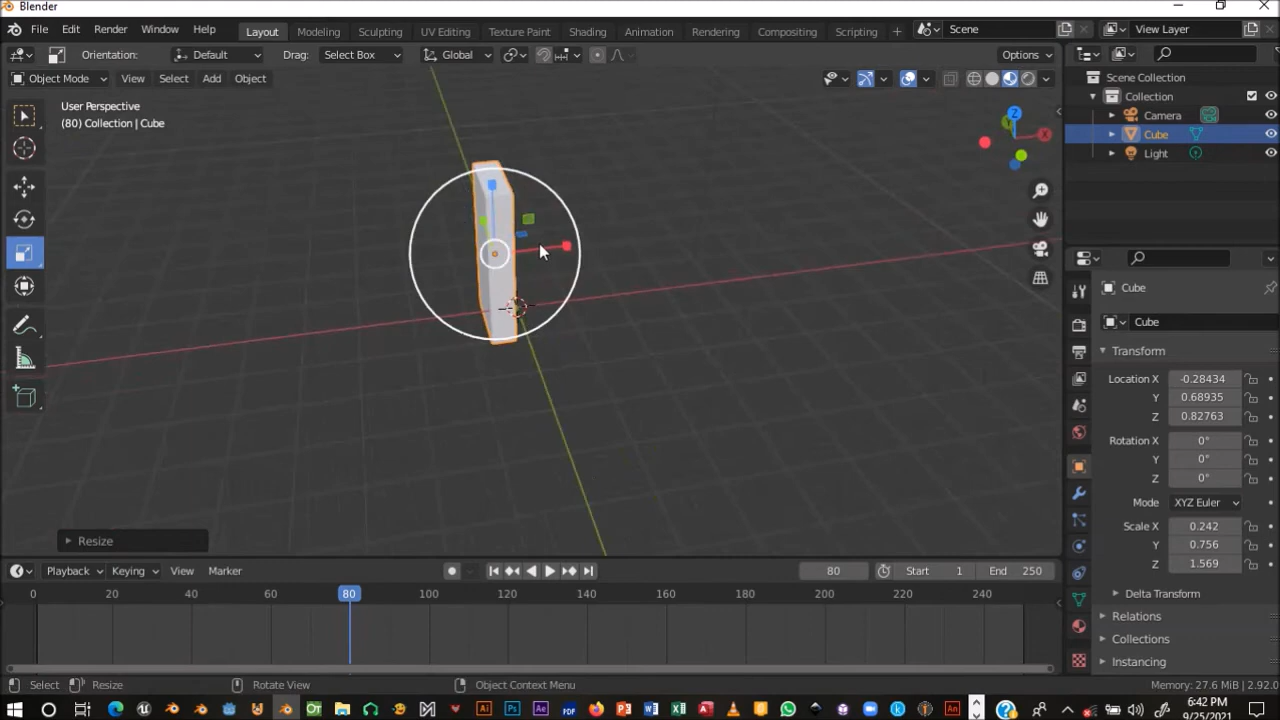 Blender
File Edit Render Window Help Layout Modeling Sculpting UV Editing Texture Paint Shading Animation Rendering Compositing Scripting + Scene View Layer
Orientation: Default Drag: Select Box Global Options
Object Mode View Select Add Object
User Perspective
(80) Collection | Cube
Z
X
Scene Collection
Collection
Camera
Cube
Light
Cube
Cube
Transform
Location X -0.28434
Y 0.68935
Z 0.82763
Rotation X 0°
Y 0°
Z 0°
Mode XYZ Euler
Scale X 0.242
Y 0.756
Z 1.569
Delta Transform
Relations
Collections
Instancing
Resize
Playback Keying View Marker 80 Start 1 End 250
0 20 40 60 80 100 120 140 160 180 200 220 240
Select Resize Rotate View Object Context Menu Memory: 27.6 MiB | 2.92.0
Ai Ps Ae PDF An 6:42 PM
9/25/2021